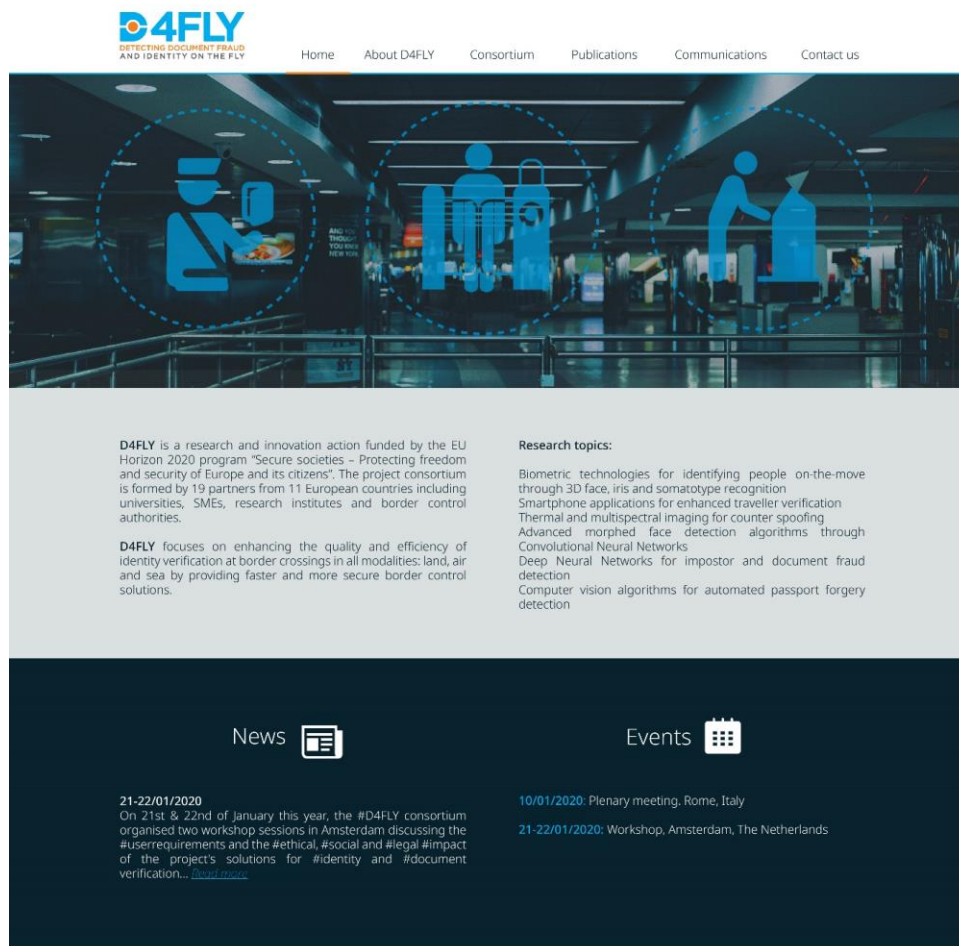 D4FLY
DETECTING DOCUMENT FRAUD
AND IDENTITY ON THE FLY
Home
About D4FLY
Consortium
Publications
Communications
Contact us
AND YOU
THOUGHT
YOU KNEW
NEW YORK
D4FLY is a research and innovation action funded by the EU
Horizon 2020 program "Secure societies – Protecting freedom
and security of Europe and its citizens". The project consortium
is formed by 19 partners from 11 European countries including
universities, SMEs, research institutes and border control
authorities.
D4FLY focuses on enhancing the quality and efficiency of
identity verification at border crossings in all modalities: land, air
and sea by providing faster and more secure border control
solutions.
Research topics:
Biometric technologies for identifying people on-the-move
through 3D face, iris and somatotype recognition
Smartphone applications for enhanced traveller verification
Thermal and multispectral imaging for counter spoofing
Advanced morphed face detection algorithms through
Convolutional Neural Networks
Deep Neural Networks for impostor and document fraud
detection
Computer vision algorithms for automated passport forgery
detection
News
21-22/01/2020
On 21st & 22nd of January this year, the #D4FLY consortium
organised two workshop sessions in Amsterdam discussing the
#userrequirements and the #ethical, #social and #legal #impact
of the project's solutions for #identity and #document
verification... Read more
Events
10/01/2020: Plenary meeting. Rome, Italy
21-22/01/2020: Workshop, Amsterdam, The Netherlands